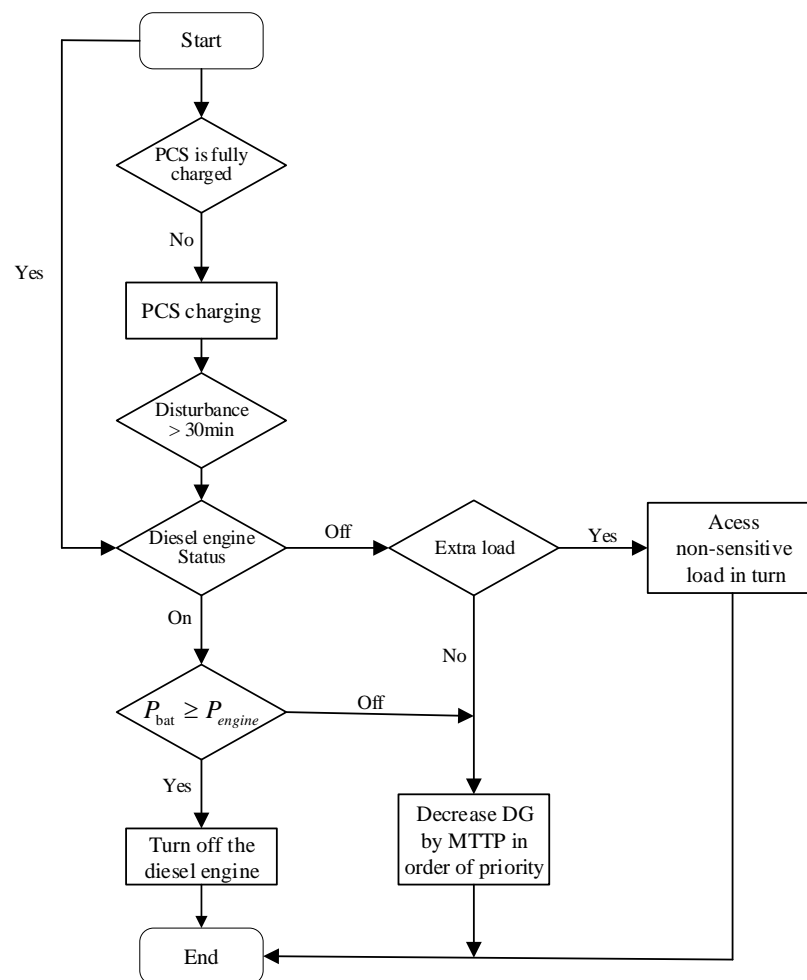 Start
PCS is fully
charged
No
Yes
PCS charging
Disturbance
> 30min
Diesel engine
Status
Off
Extra load
Yes
Acess
non-sensitive
load in turn
On
No
P_bat ≥ P_engine
Off
Yes
Turn off the
diesel engine
Decrease DG
by MTTP in
order of priority
End